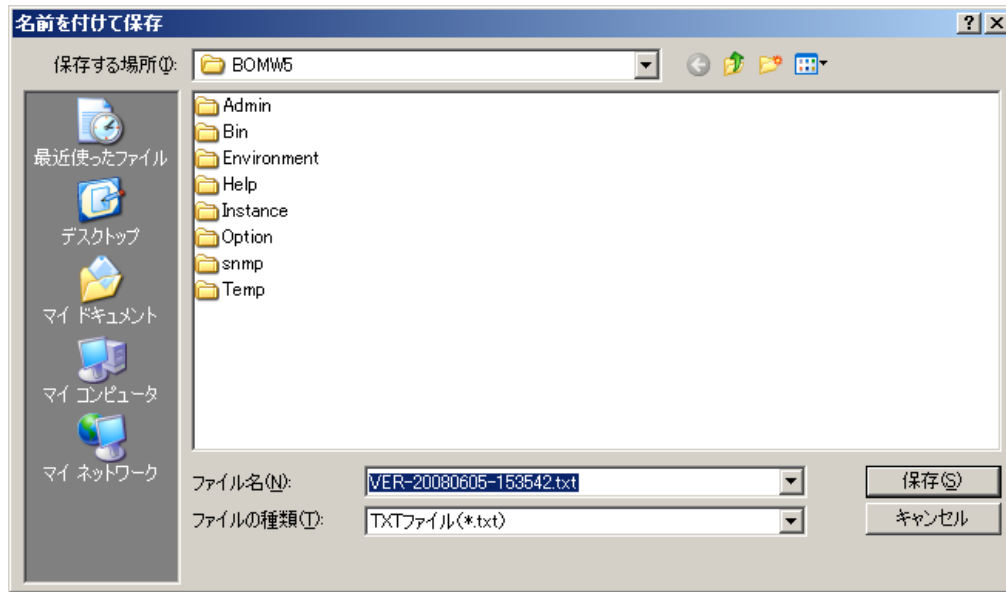 名前を付けて保存
保存する場所(I):
BOMW5
最近使ったファイル
デスクトップ
マイ ドキュメント
マイ コンピュータ
マイ ネットワーク
Admin
Bin
Environment
Help
Instance
Option
snmp
Temp
ファイル名(N):
VER-20080605-153542.txt
保存(S)
ファイルの種類(T):
TXTファイル(*.txt)
キャンセル